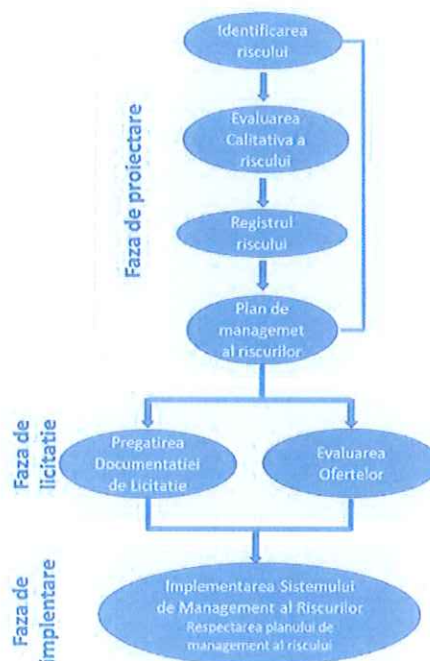 Faza de proiectare
Identificarea
riscului
Evaluarea
Calitativa a
riscului
Registrul
riscului
Plan de
managemet
al riscurilor
Faza de
licitatie
Pregatirea
Documentatiei
de Licitatie
Evaluarea
Ofertelor
Faza de
implentare
Implementarea Sistemului
de Management al Riscurilor
Respectarea planului de
management al riscului